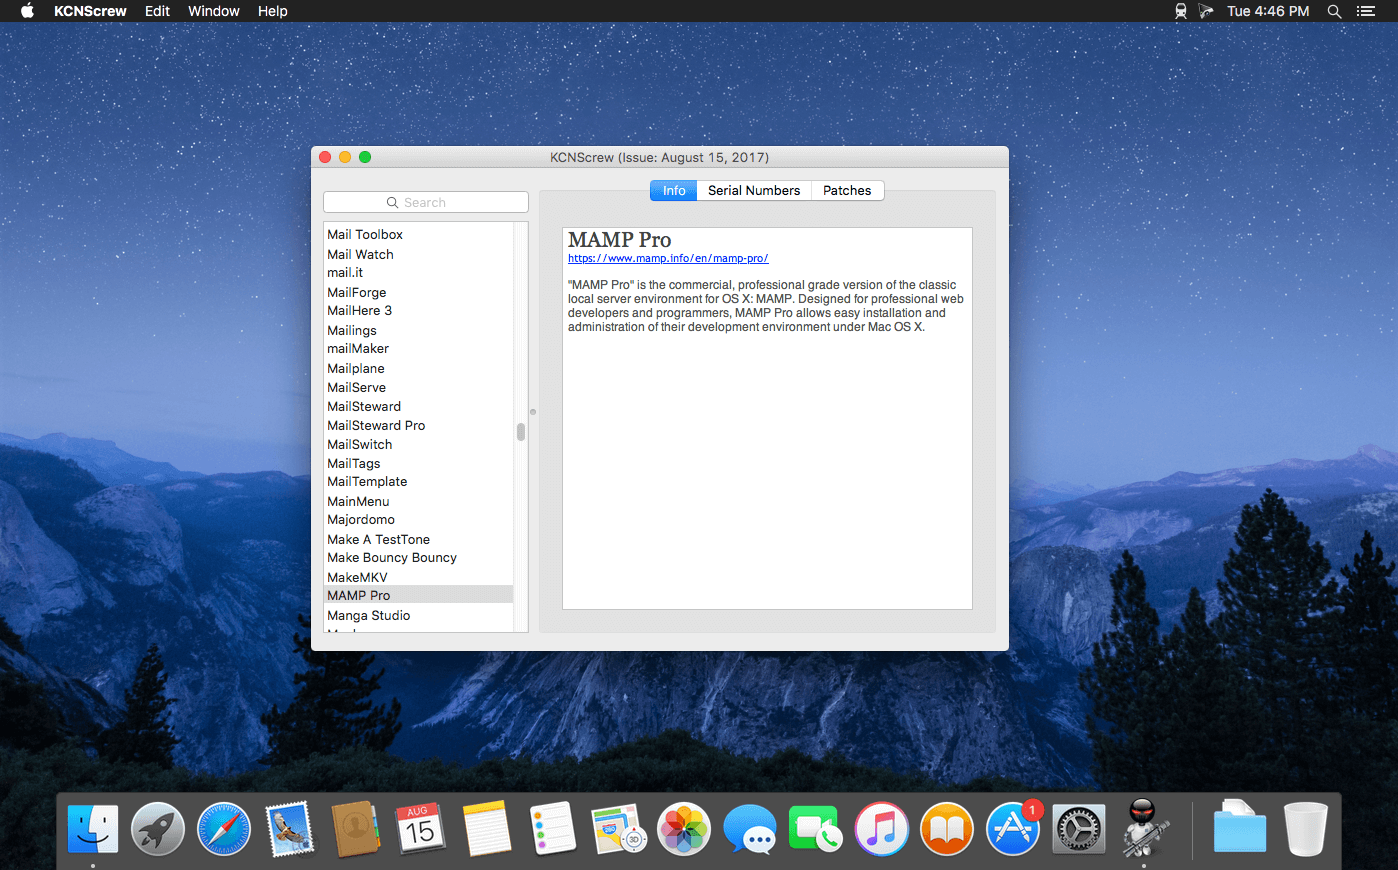 KCNScrew Edit Window Help Tue 4:46 PM
KCNScrew (Issue: August 15, 2017)
Info Serial Numbers Patches
Search
Mail Toolbox
Mail Watch
mail.it
MailForge
MailHere 3
Mailings
mailMaker
Mailplane
MailServe
MailSteward
MailSteward Pro
MailSwitch
MailTags
MailTemplate
MainMenu
Majordomo
Make A TestTone
Make Bouncy Bouncy
MakeMKV
MAMP Pro
Manga Studio
MAMP Pro
https://www.mamp.info/en/mamp-pro/
"MAMP Pro" is the commercial, professional grade version of the classic
local server environment for OS X: MAMP. Designed for professional web
developers and programmers, MAMP Pro allows easy installation and
administration of their development environment under Mac OS X.
AUG
15
3D
1